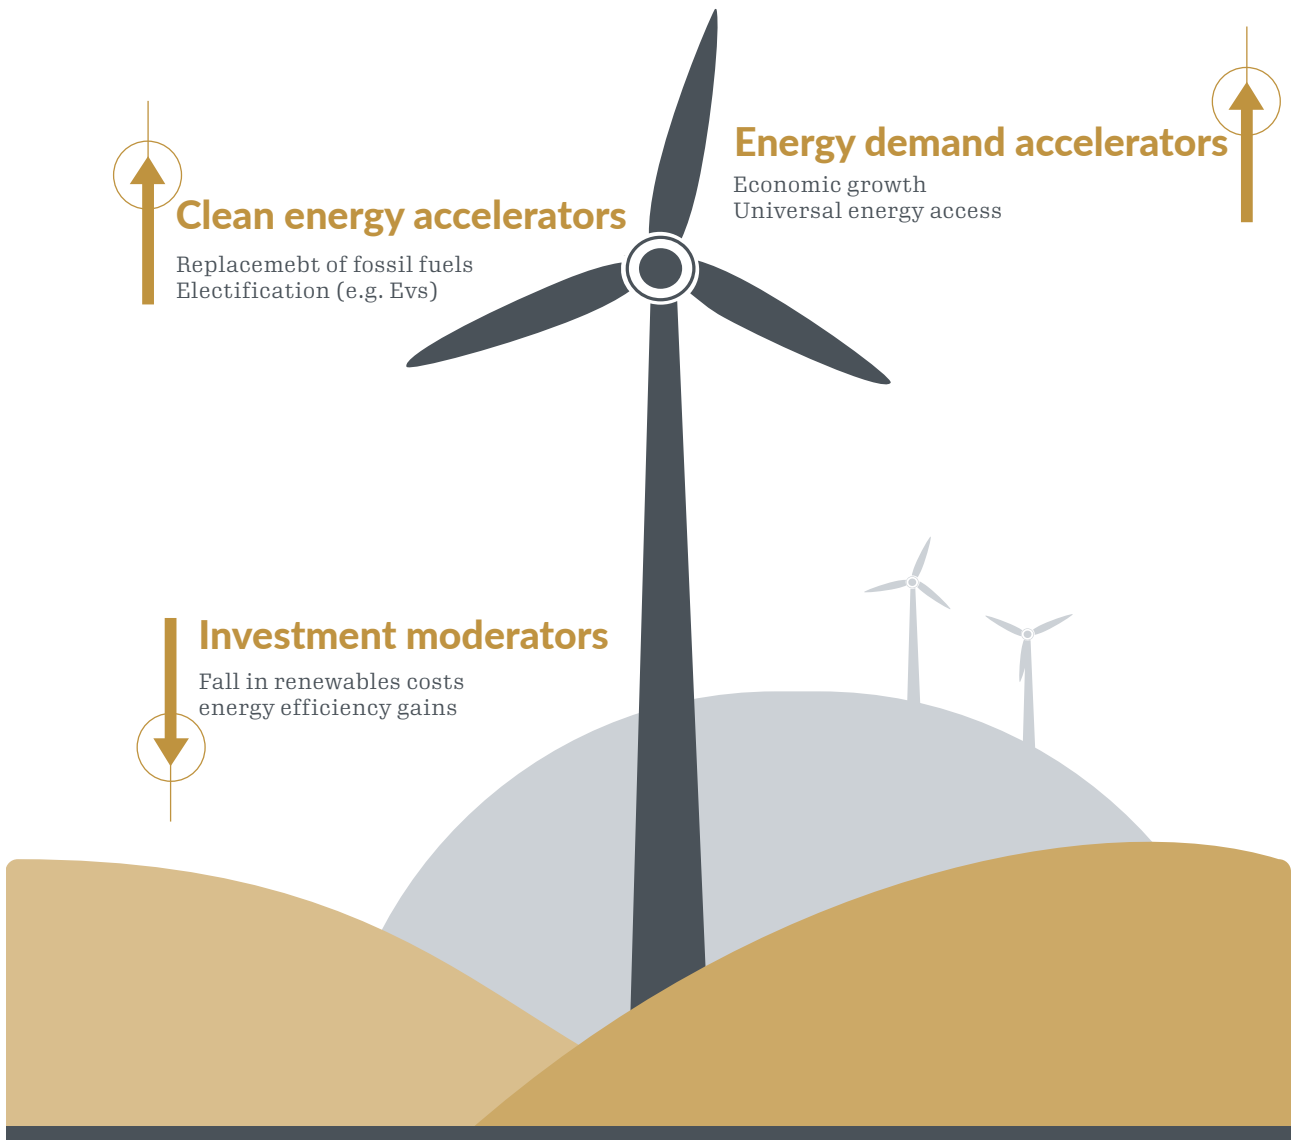 Energy demand accelerators
Economic growth
Universal energy access
Clean energy accelerators
Replacemebt of fossil fuels
Electification (e.g. Evs)
Investment moderators
Fall in renewables costs
energy efficiency gains